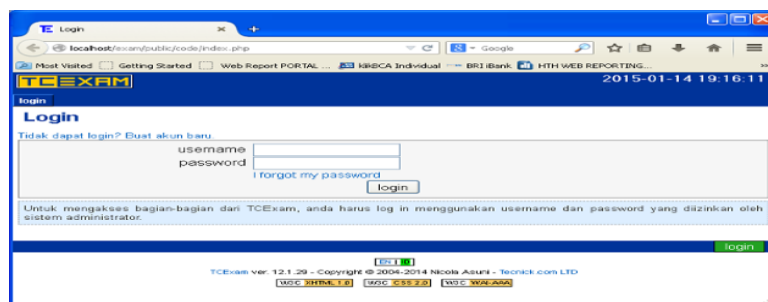 TE Login
localhost/exam/public/code/index.php Google
Most Visited Getting Started Web Report PORTAL ... klikBCA Individual BRI iBank HTH WEB REPORTING...
TCEXAM 2015-01-14 19:16:11
login
Login
Tidak dapat login? Buat akun baru.
username
password
I forgot my password
login
Untuk mengakses bagian-bagian dari TCExam, anda harus log in menggunakan username dan password yang diizinkan oleh
sistem administrator.
login
EN ID
TCExam ver. 12.1.29 - Copyright © 2004-2014 Nicola Asuni - Tecnick.com LTD
W3C XHTML 1.0 W3C CSS 2.0 W3C WAI-AAA